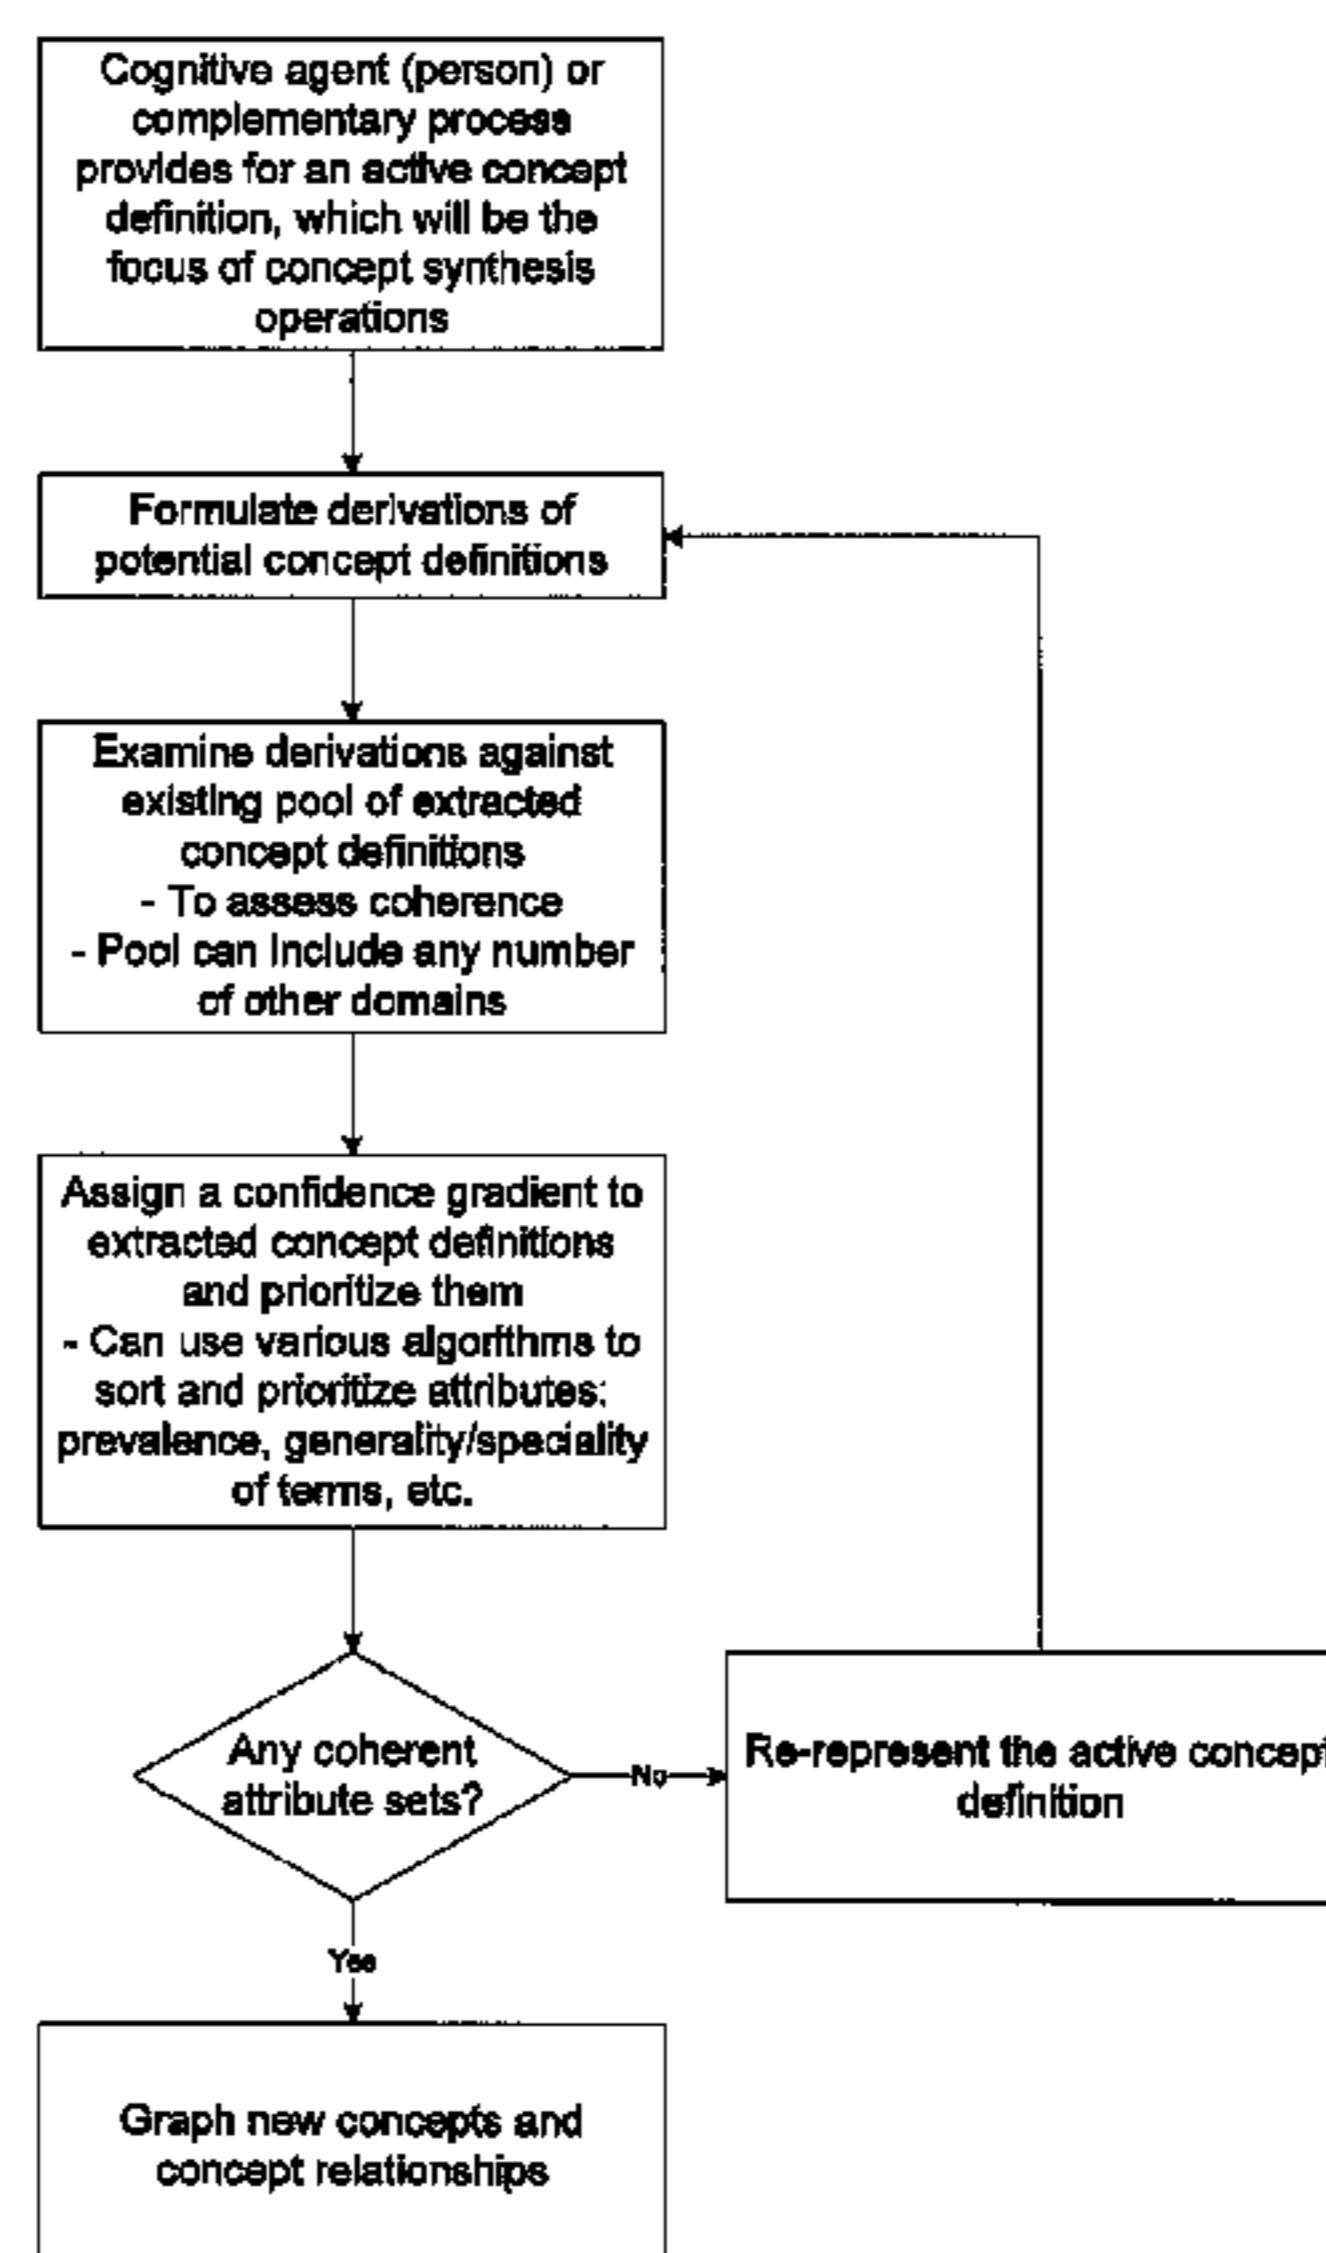 Cognitive agent (person) or
complementary process
provides for an active concept
definition, which will be the
focus of concept synthesis
operations
Formulate derivations of
potential concept definitions
Examine derivations against
existing pool of extracted
concept definitions
- To assess coherence
- Pool can include any number
of other domains
Assign a confidence gradient to
extracted concept definitions
and prioritize them
- Can use various algorithms to
sort and prioritize attributes:
prevalence, generality/speciality
of terms, etc.
Any coherent
attribute sets?
No
Re-represent the active concept
definition
Yes
Graph new concepts and
concept relationships